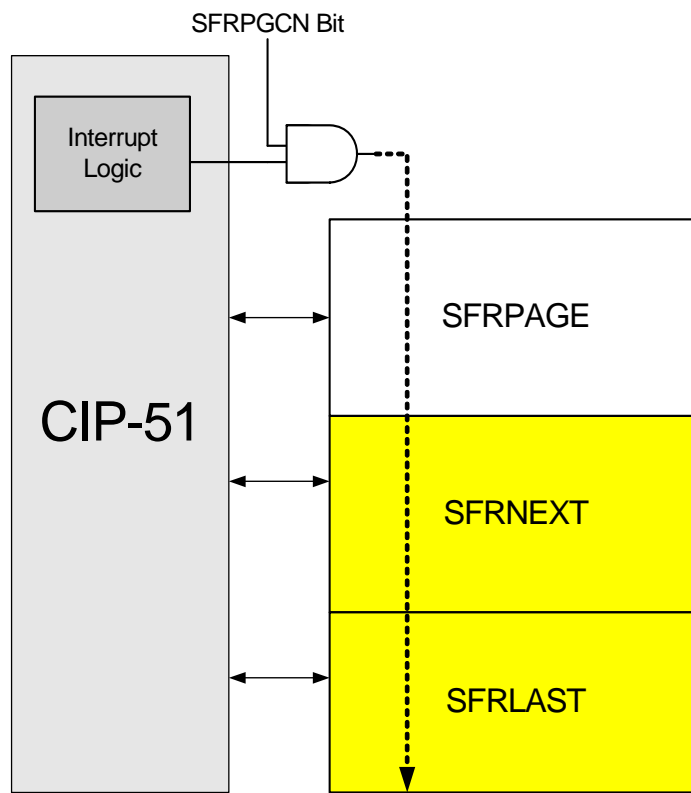 SFRPGCN Bit
Interrupt
Logic
SFRPAGE
CIP-51
SFRNEXT
SFRLAST